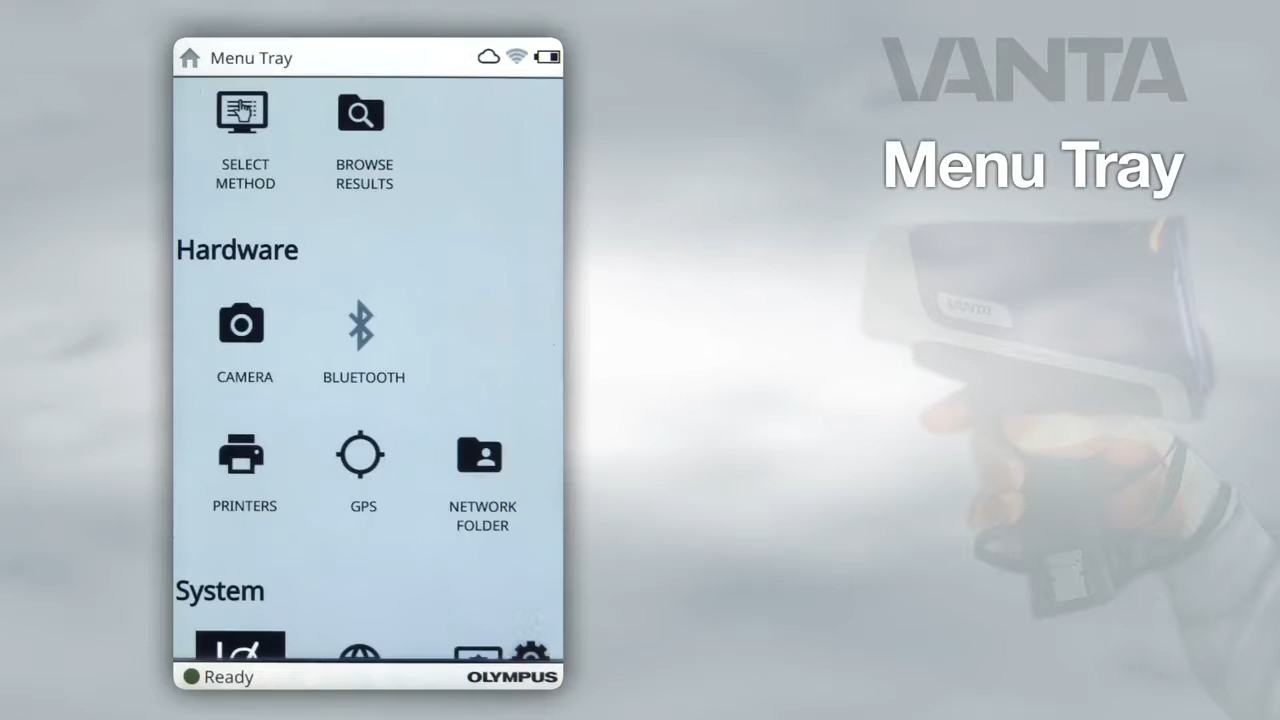 Menu Tray
SELECT
METHOD
BROWSE
RESULTS
Hardware
CAMERA
BLUETOOTH
PRINTERS
GPS
NETWORK
FOLDER
System
Ready
OLYMPUS
VANTA
Menu Tray
VANTA